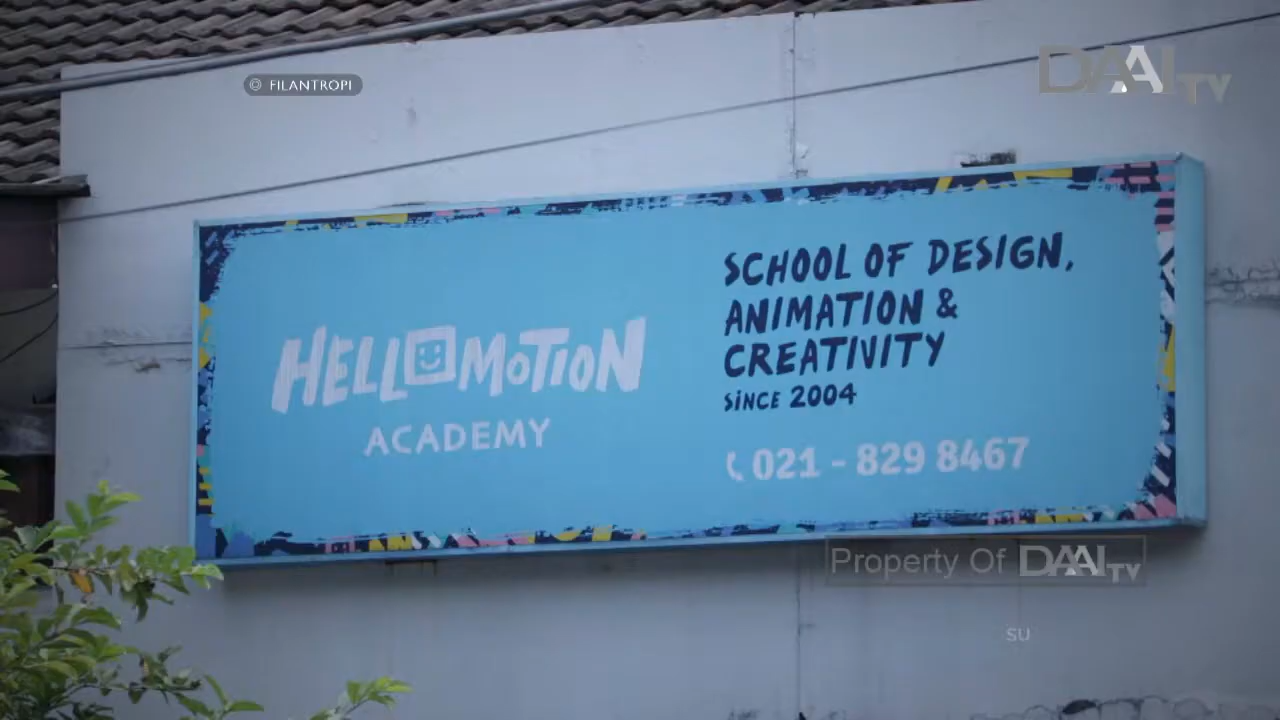 © FILANTROPI
DAAI TV
HELLOMOTION
ACADEMY
SCHOOL OF DESIGN,
ANIMATION &
CREATIVITY
SINCE 2004
021 - 829 8467
Property Of DAAI TV
SU